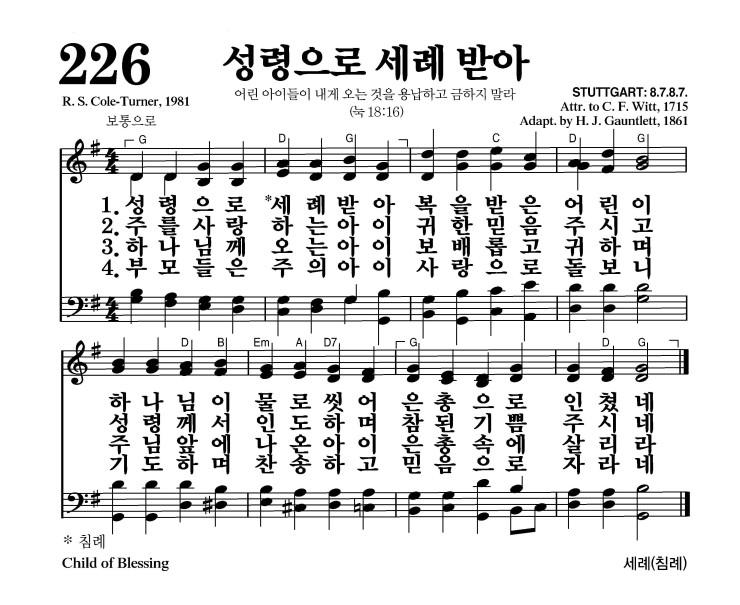 226
성령으로 세례 받아
어린 아이들이 내게 오는 것을 용납하고 금하지 말라
(눅 18:16)
R. S. Cole-Turner, 1981
보통으로
STUTTGART: 8.7.8.7.
Attr. to C. F. Witt, 1715
Adapt. by H. J. Gauntlett, 1861
G D G C D G
1. 성령으로 *세례받아 복을받은 어린이
2. 주를사랑 하는아이 귀한믿음 주시고
3. 하나님께 오는아이 보배롭고 귀하며
4. 부모들은 주의아이 사랑으로 돌보니
D B Em A D7 G D G
하나님이 물로씻어 은총으로 인쳤네
성령께서 인도하며 참된기쁨 주시네
주님앞에 나온아이 은총속에 살리라
기도하며 찬송하고 믿음으로 자라네
* 침례
Child of Blessing
세례(침례)